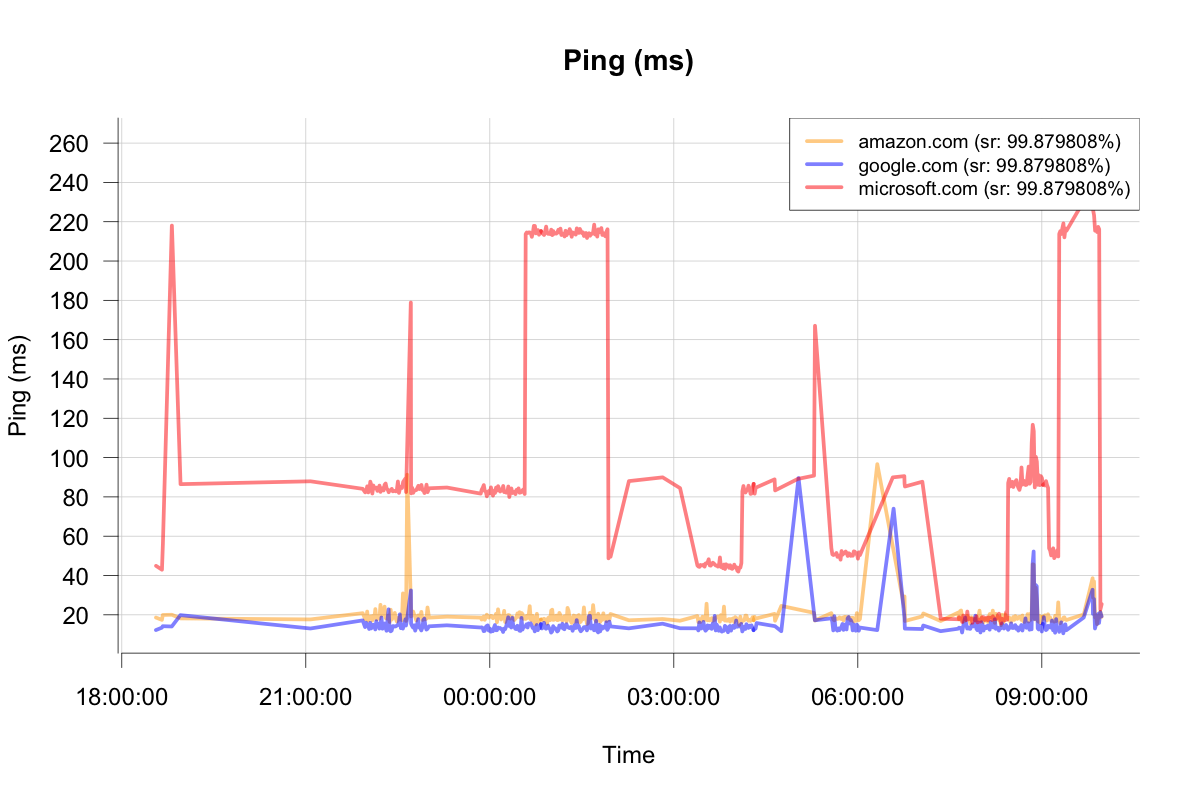 Ping (ms)
amazon.com (sr: 99.879808%)
google.com (sr: 99.879808%)
microsoft.com (sr: 99.879808%)
260
240
220
200
180
160
140
120
100
80
60
40
20
Ping (ms)
18:00:00 21:00:00 00:00:00 03:00:00 06:00:00 09:00:00
Time